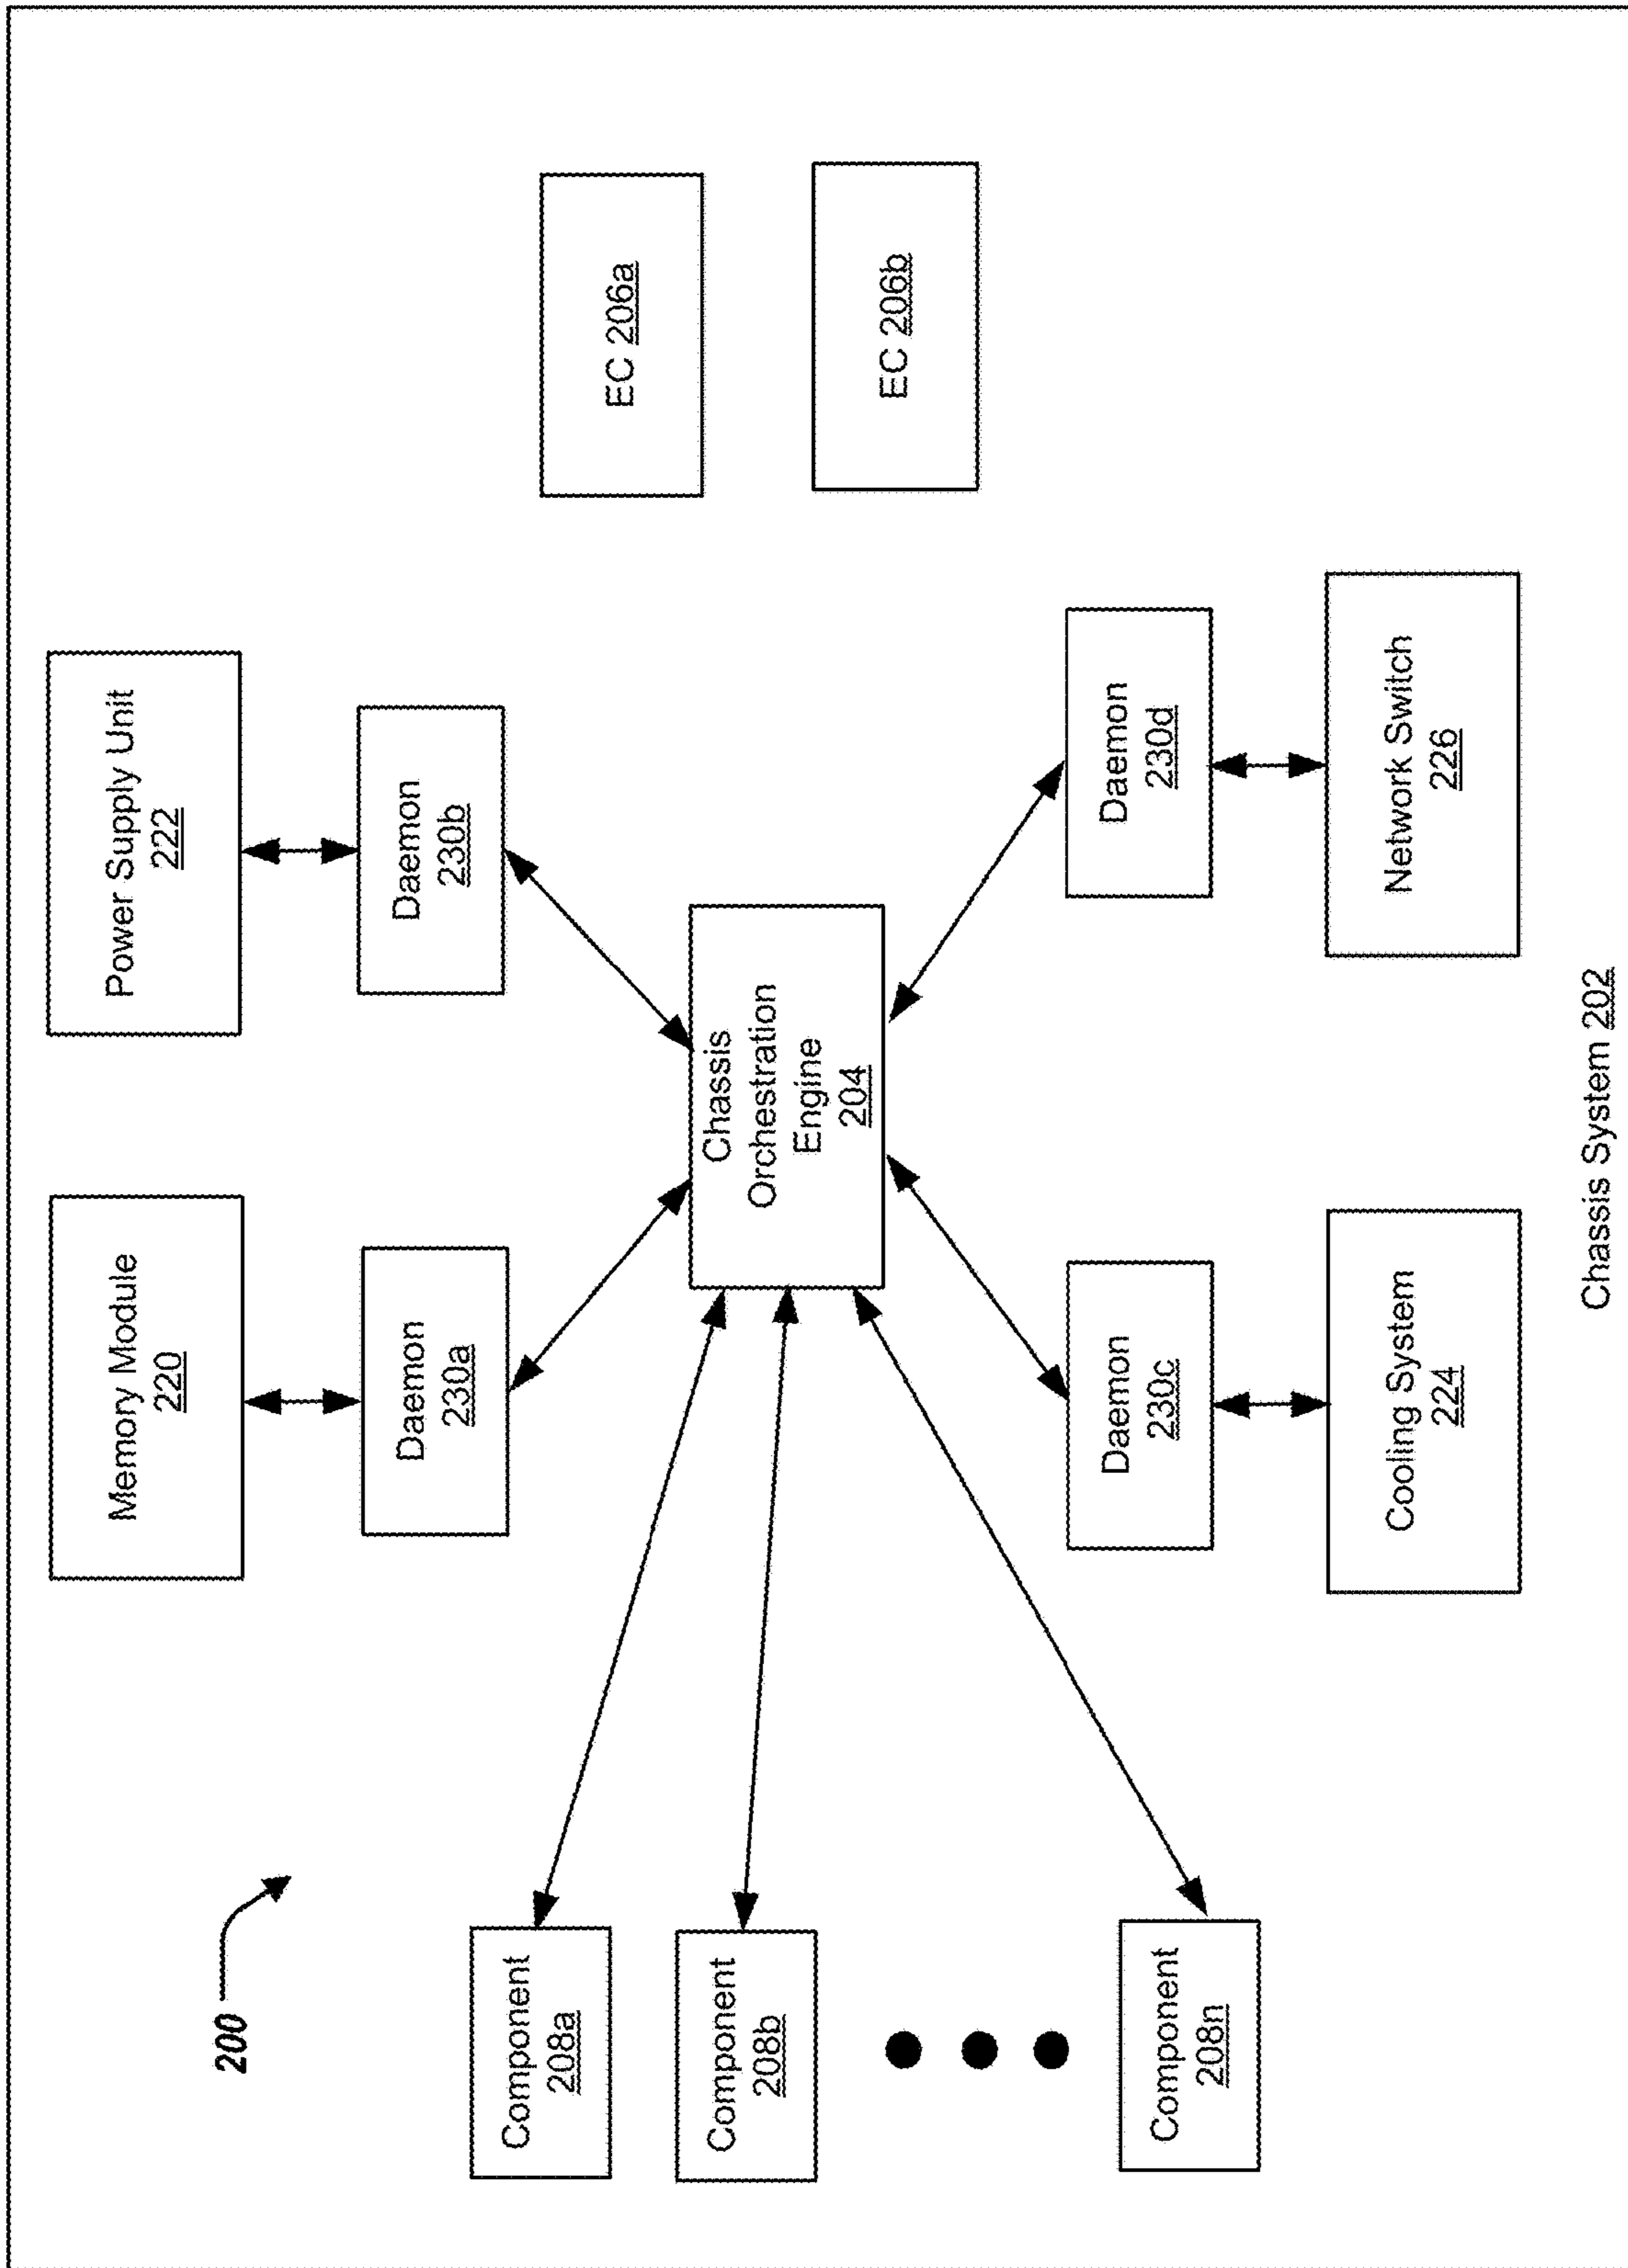 200
Memory Module
220
Power Supply Unit
222
Daemon
230a
Daemon
230b
Component
208a
Component
208b
Component
208n
Chassis
Orchestration
Engine
204
EC 206a
EC 206b
Daemon
230c
Daemon
230d
Cooling System
224
Network Switch
226
Chassis System 202